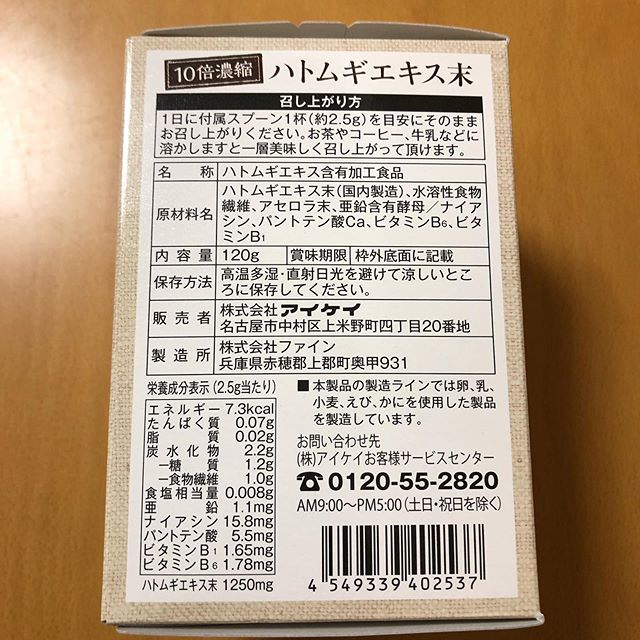 10倍濃縮 ハトムギエキス末
召し上がり方
1日に付属スプーン1杯(約2.5g)を目安にそのまま
お召し上がりください。お茶やコーヒー、牛乳などに
溶かしますと一層美味しく召し上がって頂けます。
名称 ハトムギエキス含有加工食品
原材料名 ハトムギエキス末(国内製造)、水溶性食物
繊維、アセロラ末、亜鉛含有酵母/ナイア
シン、パントテン酸Ca、ビタミンB6、ビタ
ミンB1
内容量 120g 賞味期限 枠外底面に記載
保存方法 高温多湿・直射日光を避けて涼しいとこ
ろに保存してください。
販売者 株式会社アイケイ
名古屋市中村区上米野町四丁目20番地
製造所 株式会社ファイン
兵庫県赤穂郡上郡町奥甲931
栄養成分表示(2.5g当たり)
エネルギー 7.3kcal
たんぱく質 0.07g
脂質 0.02g
炭水化物 2.2g
－糖質 1.2g
－食物繊維 1.0g
食塩相当量 0.008g
亜鉛 1.1mg
ナイアシン 15.8mg
パントテン酸 5.5mg
ビタミンB1 1.65mg
ビタミンB6 1.78mg
ハトムギエキス末 1250mg
■本製品の製造ラインでは卵、乳、
小麦、えび、かにを使用した製品
を製造しています。
お問い合わせ先
(株)アイケイお客様サービスセンター
☎0120-55-2820
AM9:00～PM5:00(土日・祝日を除く)
4 549339 402537